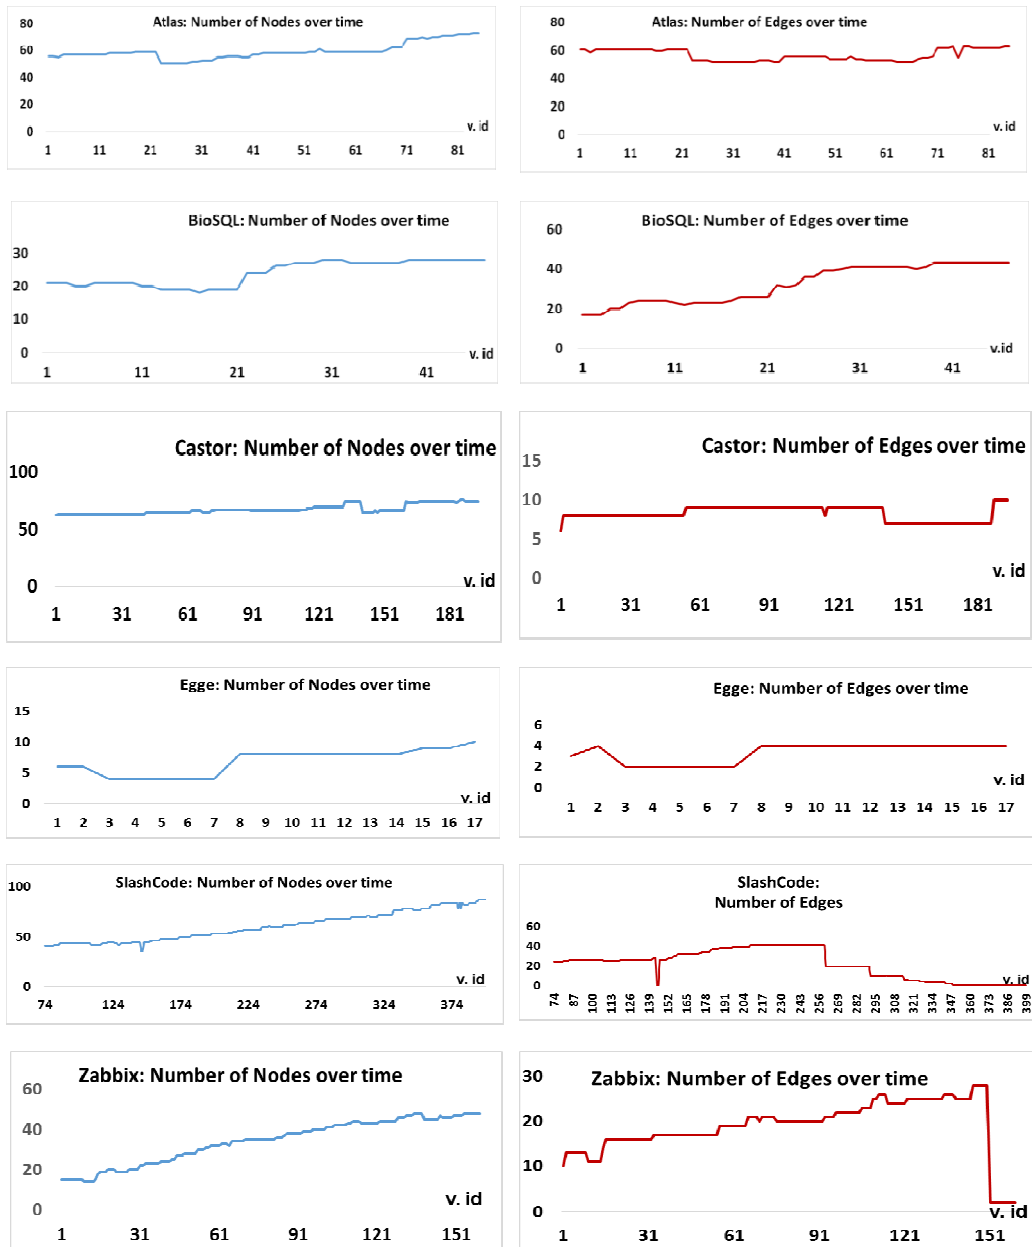 Atlas: Number of Nodes over time
80
60
40
20
0
v. id
1 11 21 31 41 51 61 71 81
Atlas: Number of Edges over time
80
60
40
20
0
v. id
1 11 21 31 41 51 61 71 81
BioSQL: Number of Nodes over time
30
20
10
0
v. id
1 11 21 31 41
BioSQL: Number of Edges over time
60
40
20
0
v.id
1 11 21 31 41
Castor: Number of Nodes over time
100
50
0
v. id
1 31 61 91 121 151 181
Castor: Number of Edges over time
15
10
5
0
v. id
1 31 61 91 121 151 181
Egge: Number of Nodes over time
15
10
5
0
v. id
1 2 3 4 5 6 7 8 9 10 11 12 13 14 15 16 17
Egge: Number of Edges over time
6
4
2
0
v. id
1 2 3 4 5 6 7 8 9 10 11 12 13 14 15 16 17
SlashCode: Number of Nodes over time
100
50
0
v. id
74 124 174 224 274 324 374
SlashCode:
Number of Edges
60
40
20
0
v. id
74 87 100 113 126 139 152 165 178 191 204 217 230 243 256 269 282 295 308 321 334 347 360 373 386 399
Zabbix: Number of Nodes over time
60
40
20
0
v. id
1 31 61 91 121 151
Zabbix: Number of Edges over time
30
20
10
0
v. id
1 31 61 91 121 151